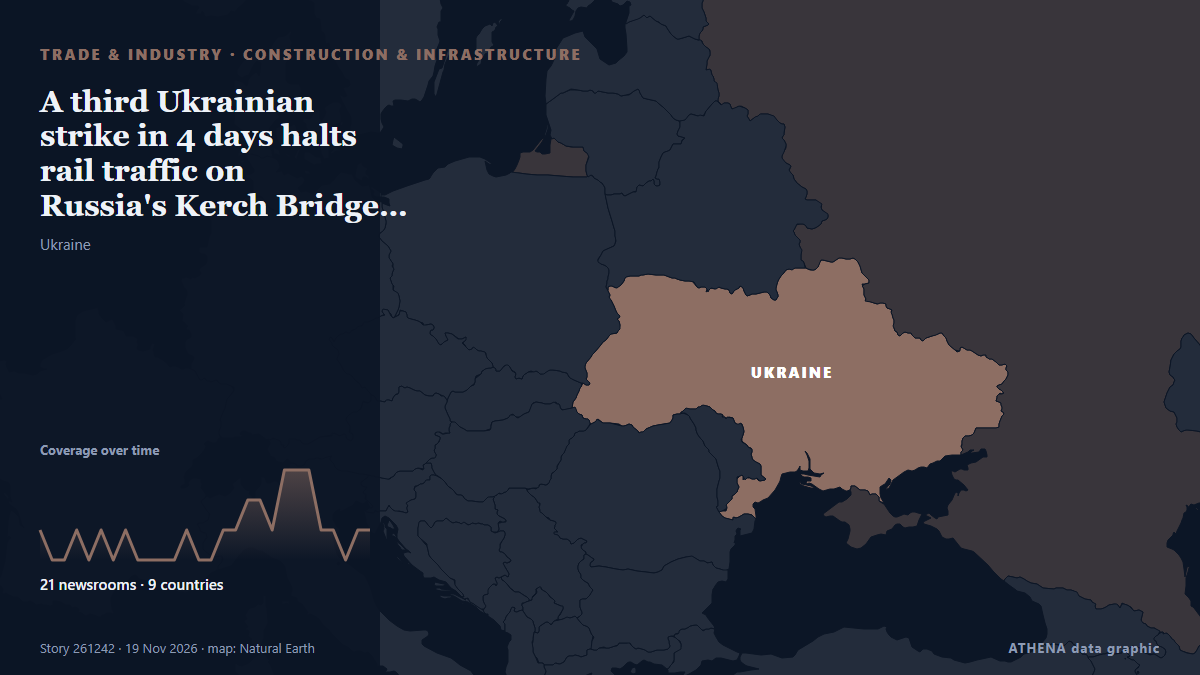 TRADE & INDUSTRY · CONSTRUCTION & INFRASTRUCTURE
A third Ukrainian
strike in 4 days halts
rail traffic on
Russia's Kerch Bridge...
Ukraine
UKRAINE
Coverage over time
21 newsrooms · 9 countries
Story 261242 · 19 Nov 2026 · map: Natural Earth
ATHENA data graphic